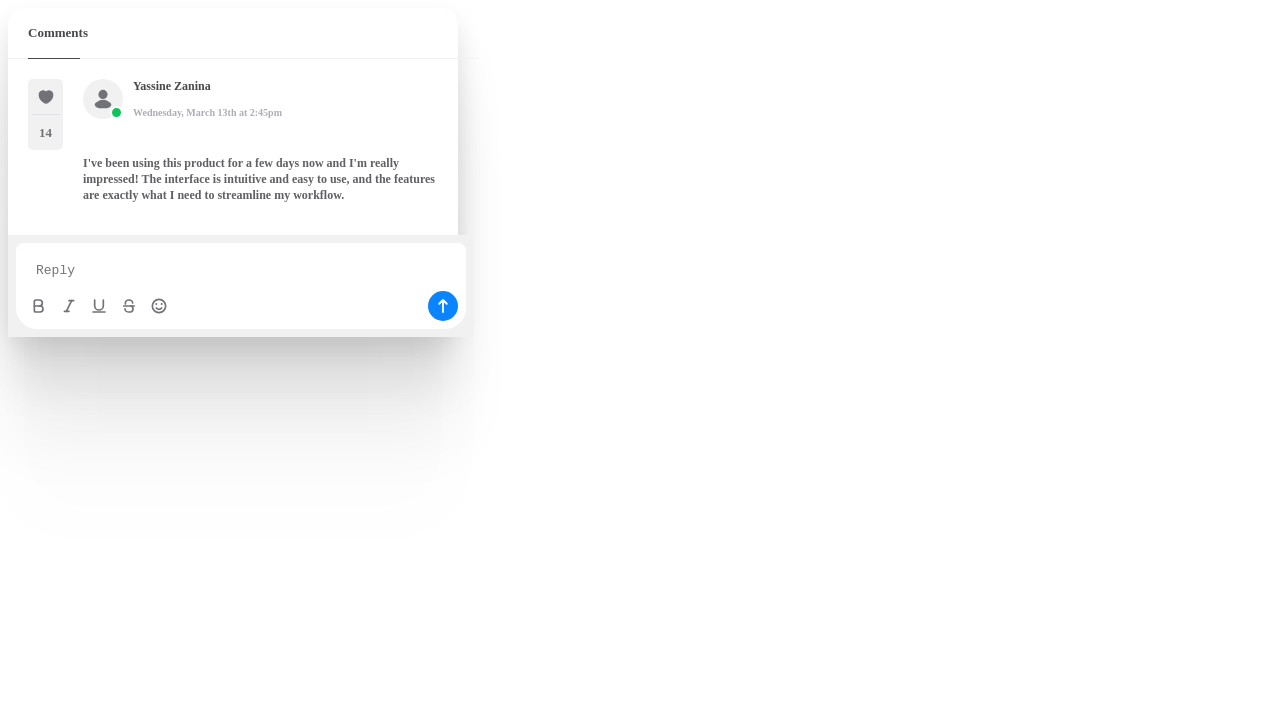 Comments
Yassine Zanina
Wednesday, March 13th at 2:45pm
14
I've been using this product for a few days now and I'm really
impressed! The interface is intuitive and easy to use, and the features
are exactly what I need to streamline my workflow.
Reply